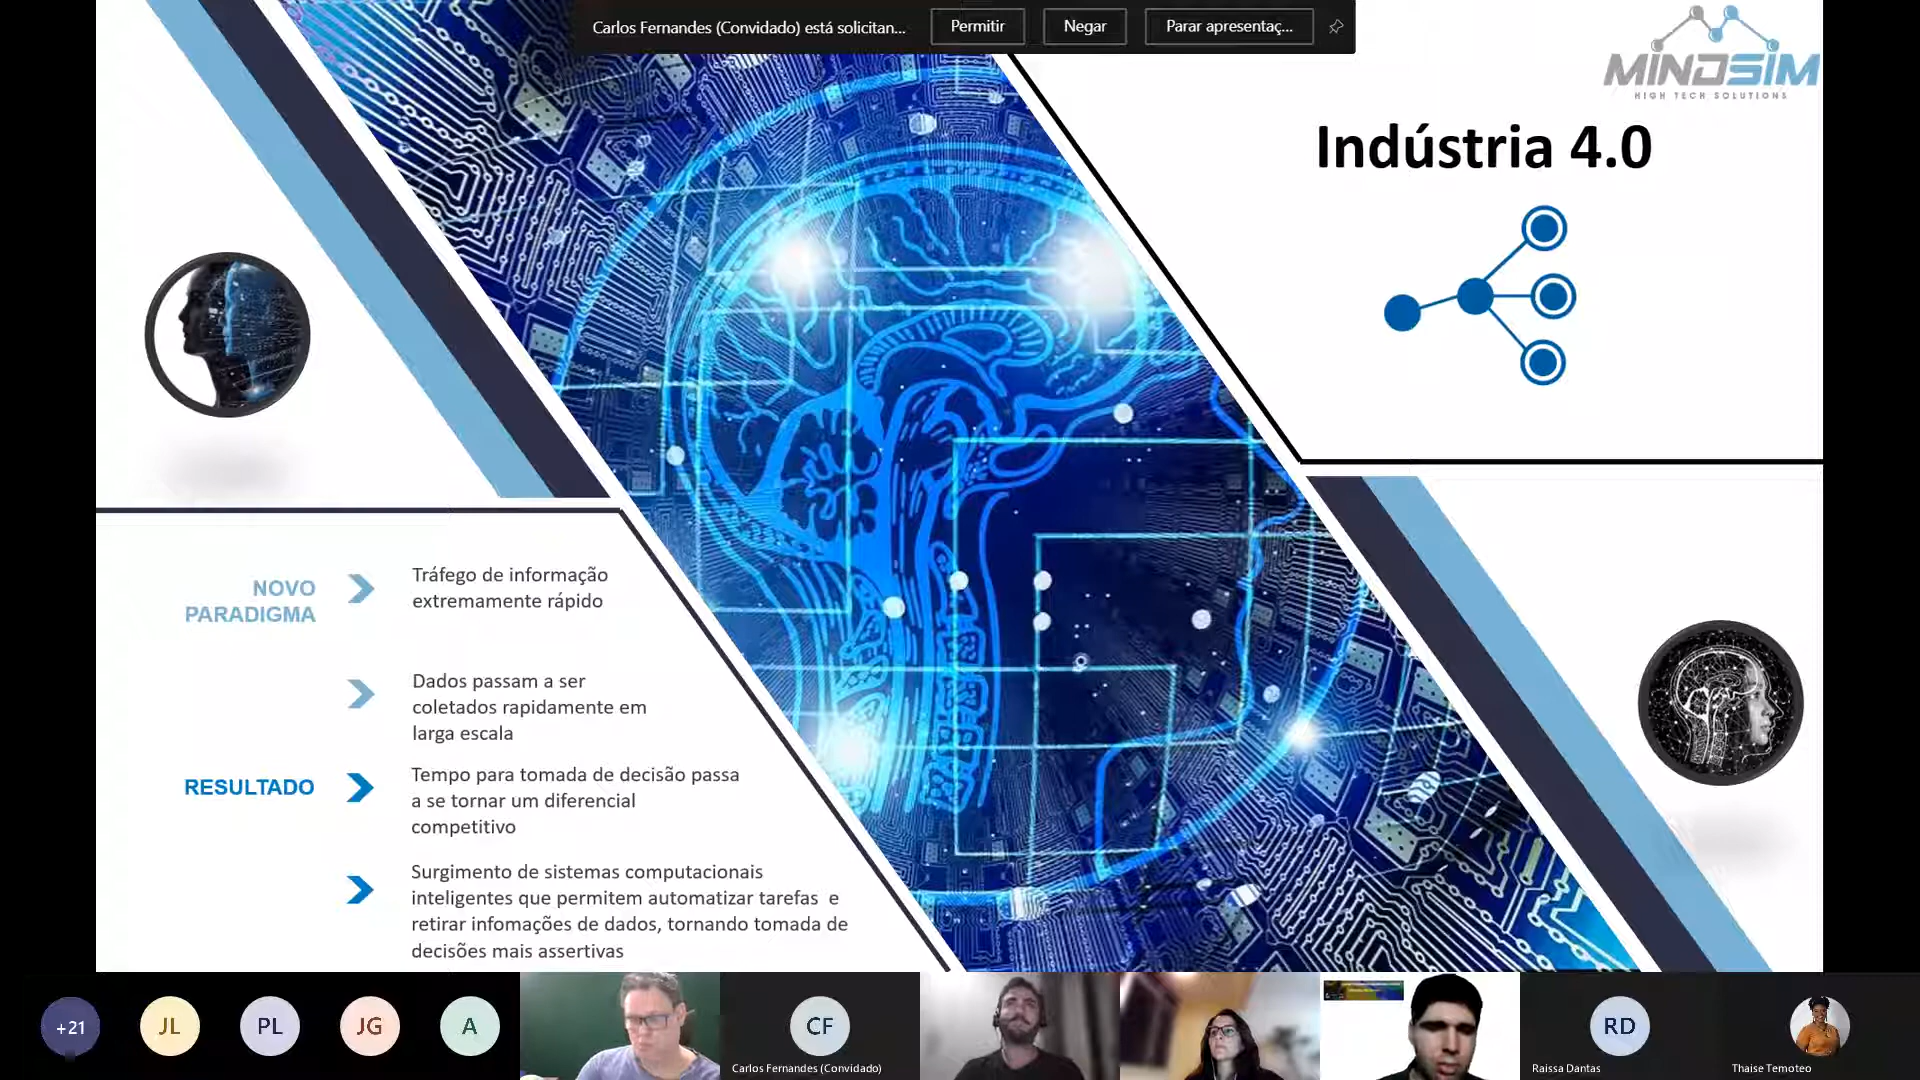 Carlos Fernandes (Convidado) está solicitan...
Permitir
Negar
Parar apresentaç...
MINDSIM
HIGH TECH SOLUTIONS
Indústria 4.0
NOVO
PARADIGMA
Tráfego de informação
extremamente rápido
Dados passam a ser
coletados rapidamente em
larga escala
RESULTADO
Tempo para tomada de decisão passa
a se tornar um diferencial
competitivo
Surgimento de sistemas computacionais
inteligentes que permitem automatizar tarefas e
retirar infomações de dados, tornando tomada de
decisões mais assertivas
+21
JL
PL
JG
A
CF
Carlos Fernandes (Convidado)
RD
Raissa Dantas
Thaise Temoteo